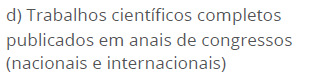 d) Trabalhos científicos completos
publicados em anais de congressos
(nacionais e internacionais)